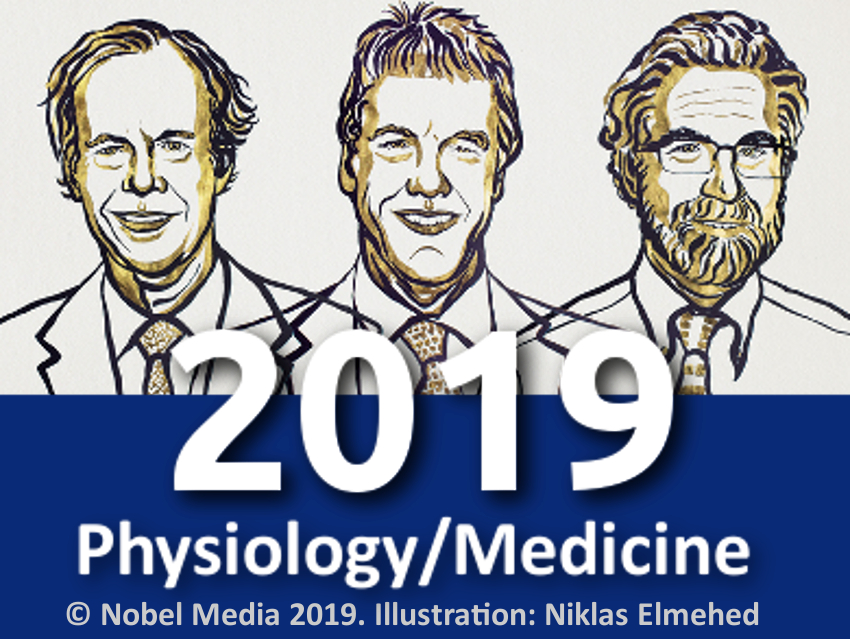 2019
Physiology/Medicine
© Nobel Media 2019. Illustration: Niklas Elmehed